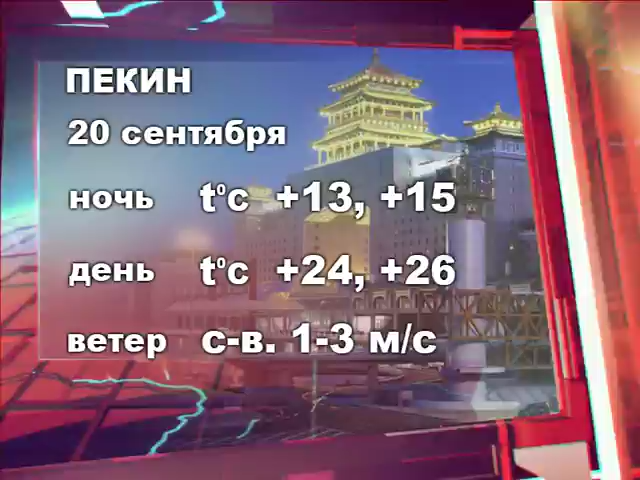 ПЕКИН
20 сентября
ночь t°c +13, +15
день t°c +24, +26
ветер с-в. 1-3 м/с